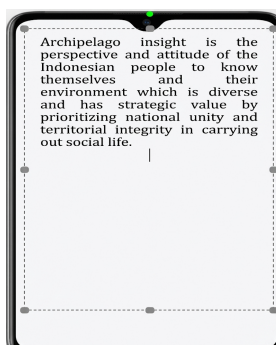 Archipelago insight is the
perspective and attitude of the
Indonesian people to know
themselves and their
environment which is diverse
and has strategic value by
prioritizing national unity and
territorial integrity in carrying
out social life.